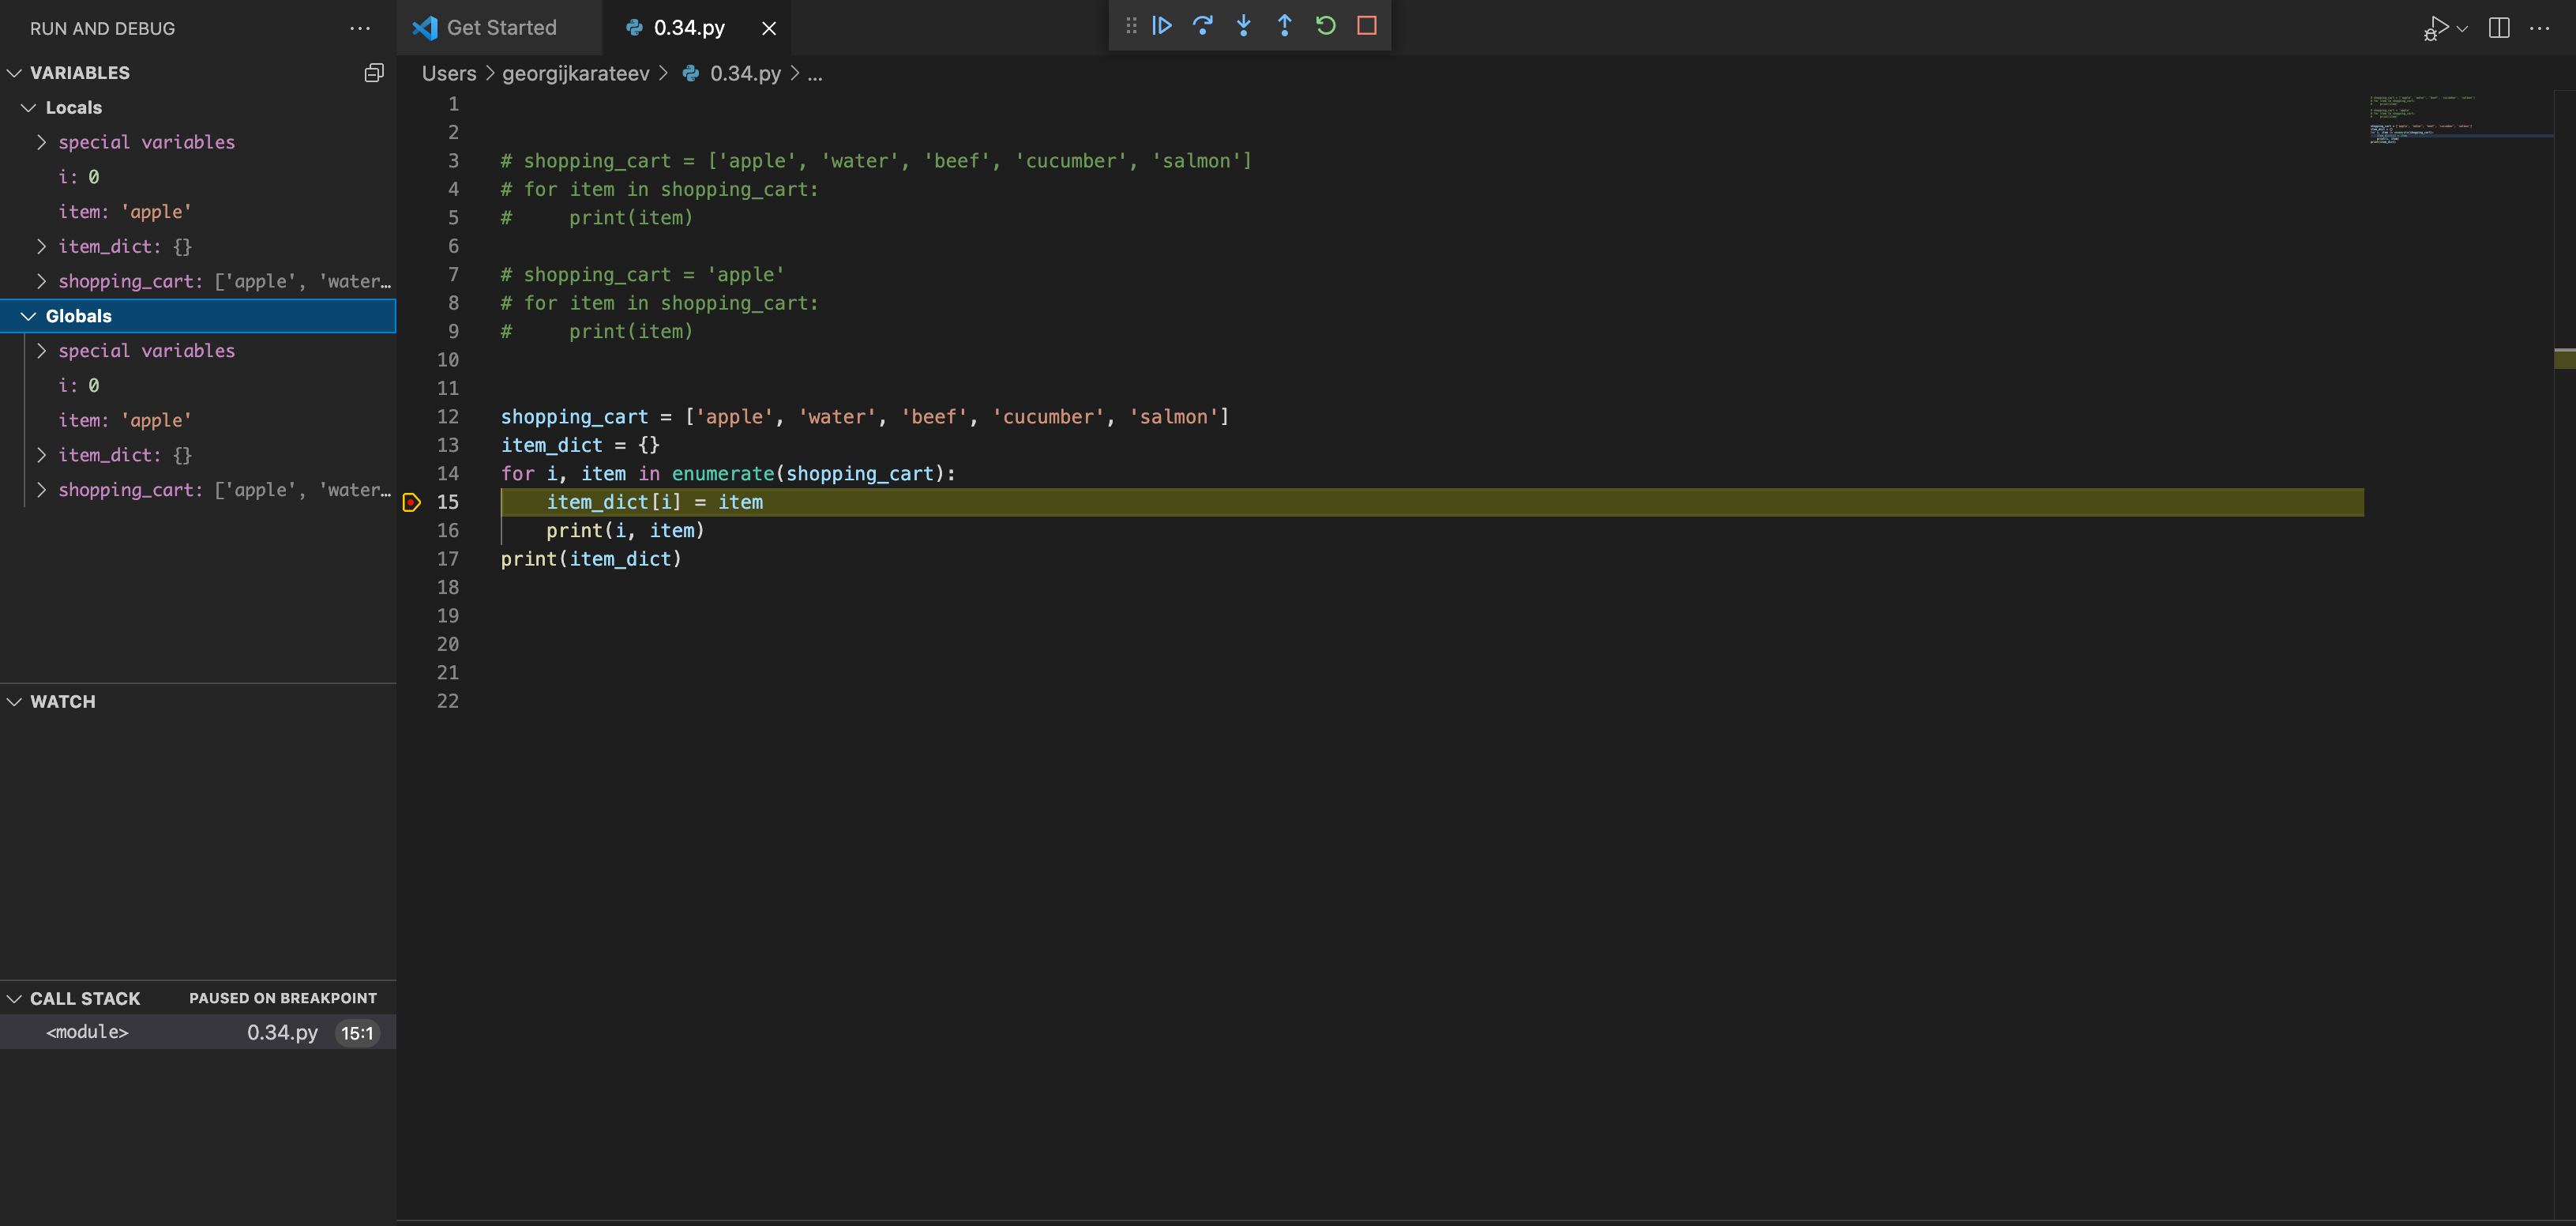 RUN AND DEBUG
VARIABLES
Locals
special variables
i: 0
item: 'apple'
item_dict: {}
shopping_cart: ['apple', 'water…
Globals
special variables
i: 0
item: 'apple'
item_dict: {}
shopping_cart: ['apple', 'water…
WATCH
CALL STACK PAUSED ON BREAKPOINT
<module> 0.34.py 15:1
Get Started 0.34.py
Users > georgijkarateev > 0.34.py > ...
1
2
3 # shopping_cart = ['apple', 'water', 'beef', 'cucumber', 'salmon']
4 # for item in shopping_cart:
5 #     print(item)
6
7 # shopping_cart = 'apple'
8 # for item in shopping_cart:
9 #     print(item)
10
11
12 shopping_cart = ['apple', 'water', 'beef', 'cucumber', 'salmon']
13 item_dict = {}
14 for i, item in enumerate(shopping_cart):
15     item_dict[i] = item
16     print(i, item)
17 print(item_dict)
18
19
20
21
22